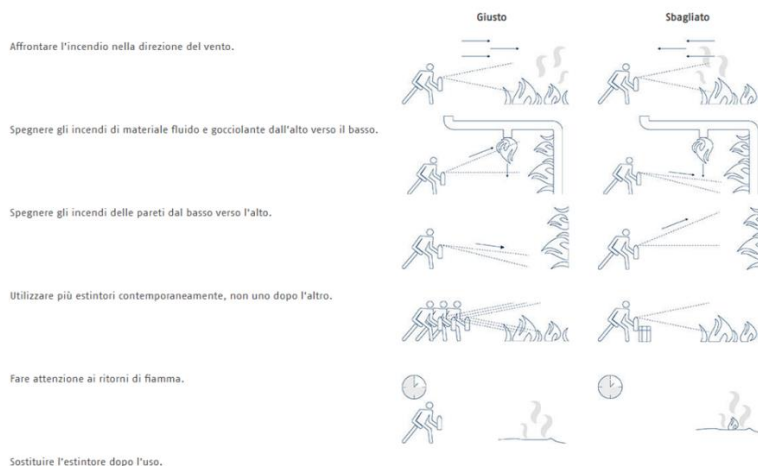 Giusto
Sbagliato
Affrontare l'incendio nella direzione del vento.
Spegnere gli incendi di materiale fluido e gocciolante dall'alto verso il basso.
Spegnere gli incendi delle pareti dal basso verso l'alto.
Utilizzare più estintori contemporaneamente, non uno dopo l'altro.
Fare attenzione ai ritorni di fiamma.
Sostituire l'estintore dopo l'uso.